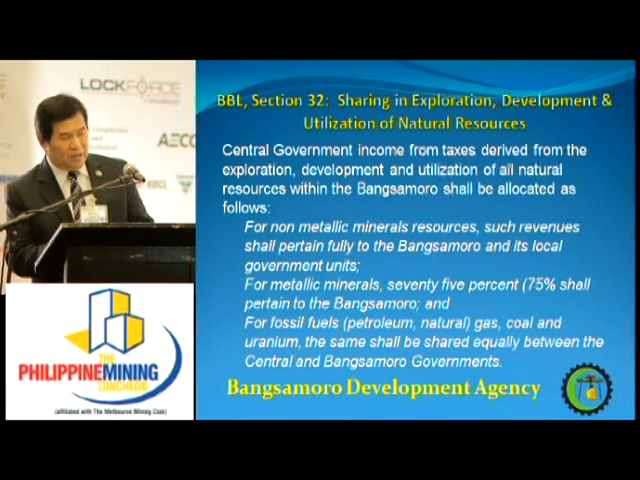 LOCKFORCE
AECO
RDCL
THE
PHILIPPINEMINING
LUNCHEON
(affiliated with The Melbourne Mining Club)
BBL, Section 32: Sharing in Exploration, Development &
Utilization of Natural Resources
Central Government income from taxes derived from the
exploration, development and utilization of all natural
resources within the Bangsamoro shall be allocated as
follows:
For non metallic minerals resources, such revenues
shall pertain fully to the Bangsamoro and its local
government units;
For metallic minerals, seventy five percent (75% shall
pertain to the Bangsamoro; and
For fossil fuels (petroleum, natural) gas, coal and
uranium, the same shall be shared equally between the
Central and Bangsamoro Governments.
Bangsamoro Development Agency